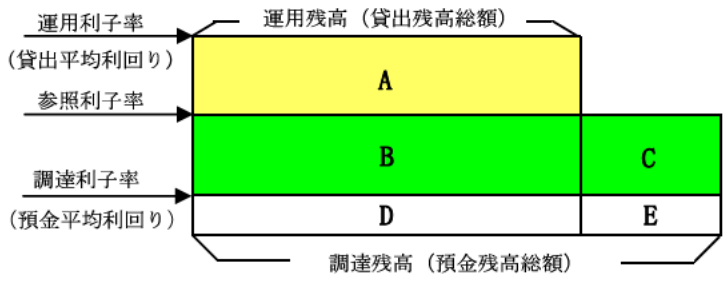 運用利子率
運用残高（貸出残高総額）
（貸出平均利回り）
A
参照利子率
B
C
調達利子率
（預金平均利回り）
D
E
調達残高（預金残高総額）